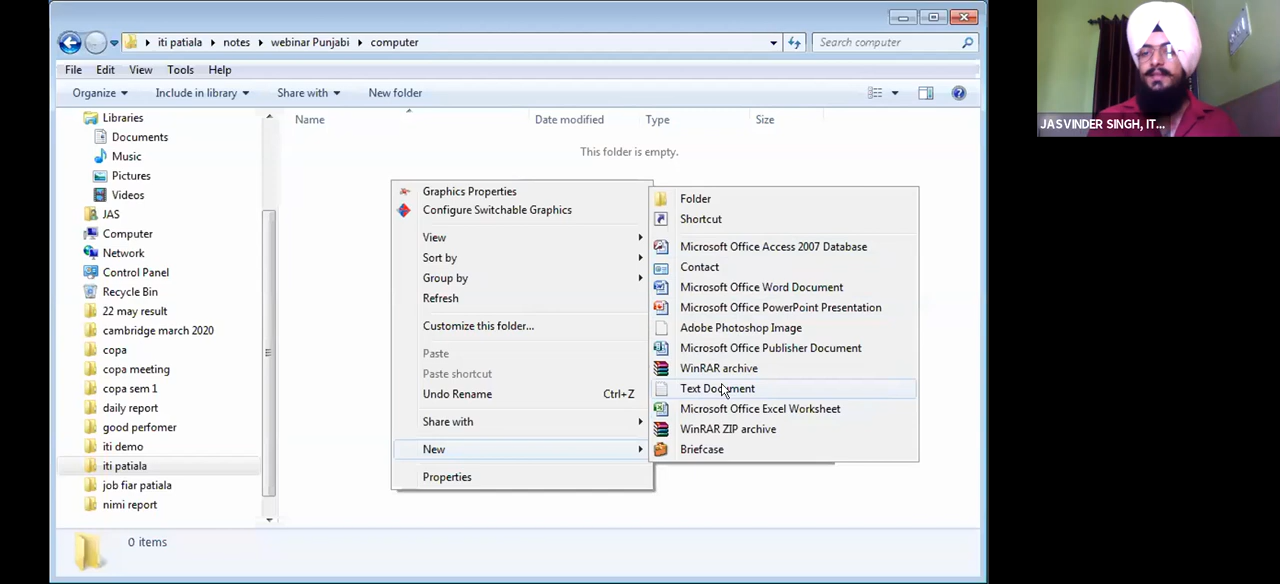 iti patiala notes webinar Punjabi computer Search computer
File Edit View Tools Help
Organize Include in library Share with New folder
Libraries
Documents
Music
Pictures
Videos
JAS
Computer
Network
Control Panel
Recycle Bin
22 may result
cambridge march 2020
copa
copa meeting
copa sem 1
daily report
good perfomer
iti demo
iti patiala
job fiar patiala
nimi report
Name Date modified Type Size
This folder is empty.
Graphics Properties
Configure Switchable Graphics
View
Sort by
Group by
Refresh
Customize this folder...
Paste
Paste shortcut
Undo Rename Ctrl+Z
Share with
New
Properties
Folder
Shortcut
Microsoft Office Access 2007 Database
Contact
Microsoft Office Word Document
Microsoft Office PowerPoint Presentation
Adobe Photoshop Image
Microsoft Office Publisher Document
WinRAR archive
Text Document
Microsoft Office Excel Worksheet
WinRAR ZIP archive
Briefcase
0 items
JASVINDER SINGH, IT...